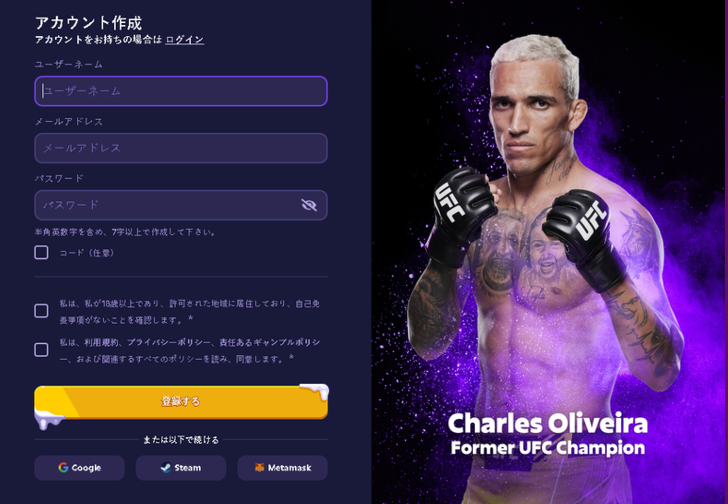 アカウント作成
アカウントをお持ちの場合は ログイン
ユーザーネーム
ユーザーネーム
メールアドレス
メールアドレス
パスワード
パスワード
※角英数字を含め、7字以上で作成して下さい。
コード（任意）
私は、私が18歳以上であり、許可された地域に居住しており、自己免
責事項がないことを確認します。 *
私は、利用規約、プライバシーポリシー、責任あるギャンブルポリシ
ー、および関連するすべてのポリシーを読み、同意します。 *
登録する
または以下で続ける
Google
Steam
Metamask
UFC
UFC
Charles Oliveira
Former UFC Champion